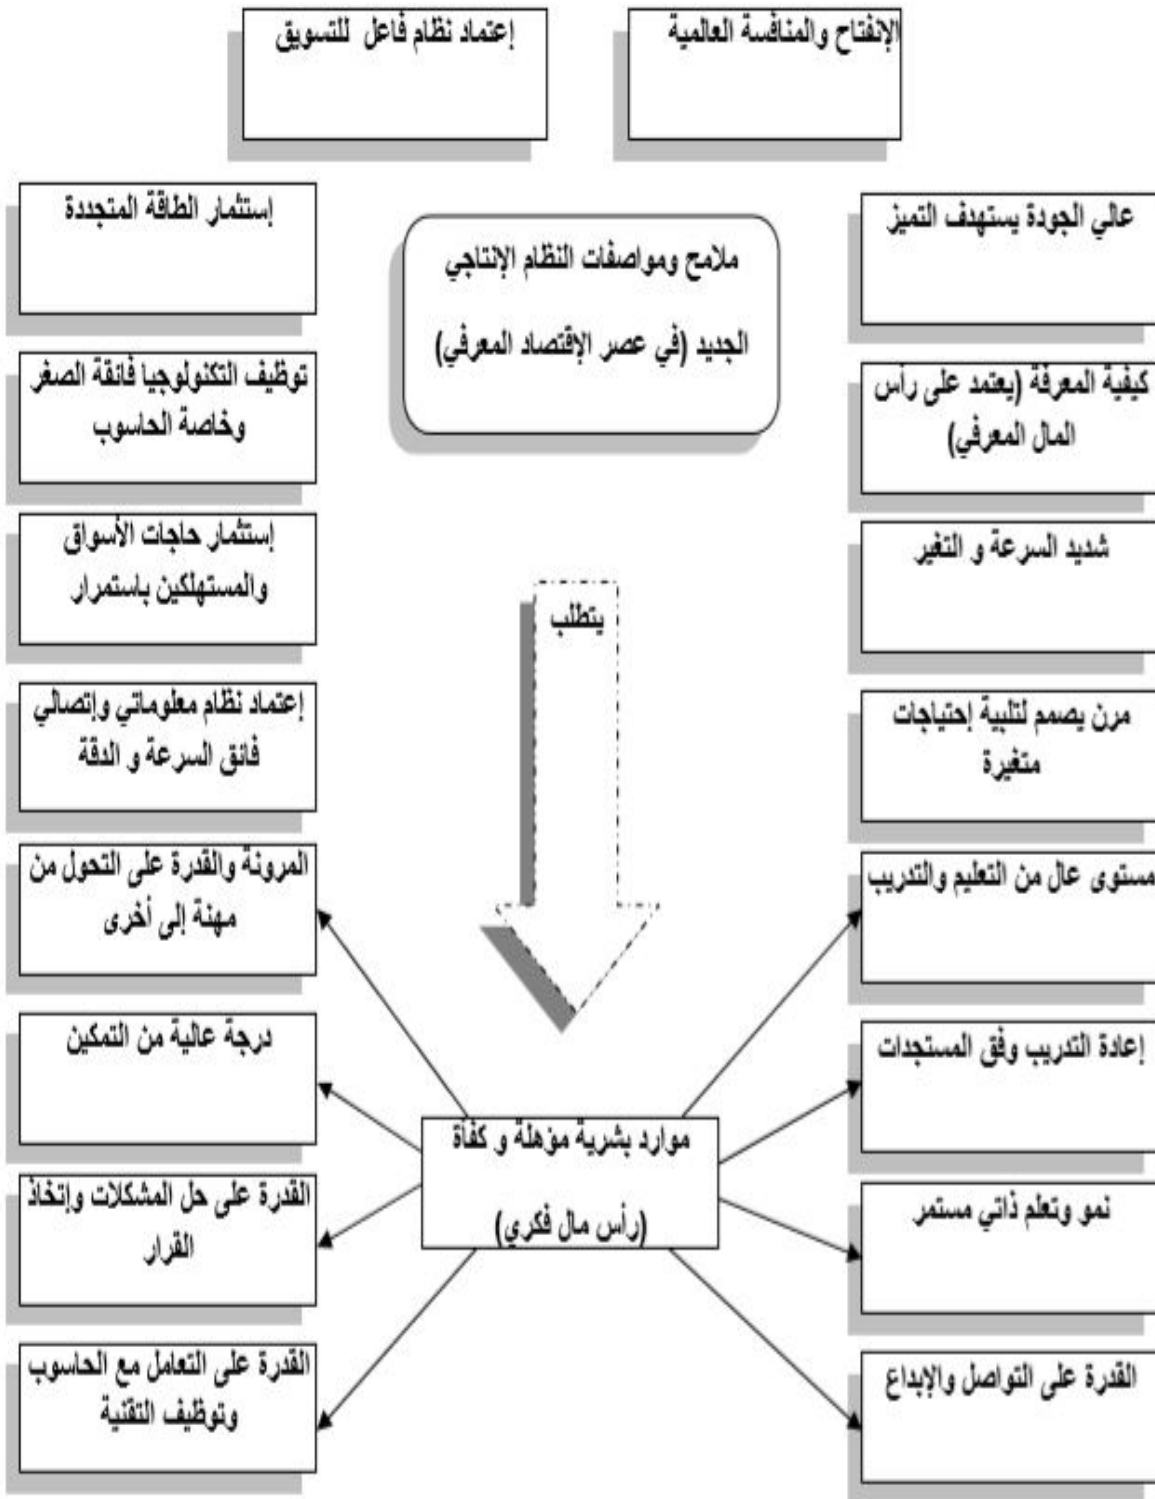 الإنفتاح والمنافسة العالمية
إعتماد نظام فاعل للتسويق
ملامح ومواصفات النظام الإنتاجي
الجديد (في عصر الإقتصاد المعرفي)
عالي الجودة يستهدف التميز
كيفية المعرفة (يعتمد على رأس
المال المعرفي)
شديد السرعة و التغير
مرن يصمم لتلبية إحتياجات
متغيرة
إستثمار الطاقة المتجددة
توظيف التكنولوجيا فائقة الصغر
وخاصة الحاسوب
إستثمار حاجات الأسواق
والمستهلكين باستمرار
إعتماد نظام معلوماتي وإتصالي
فائق السرعة و الدقة
يتطلب
موارد بشرية مؤهلة و كفأة
(رأس مال فكري)
مستوى عال من التعليم والتدريب
إعادة التدريب وفق المستجدات
نمو وتعلم ذاتي مستمر
القدرة على التواصل والإبداع
المرونة والقدرة على التحول من
مهنة إلى أخرى
درجة عالية من التمكين
القدرة على حل المشكلات وإتخاذ
القرار
القدرة على التعامل مع الحاسوب
وتوظيف التقنية